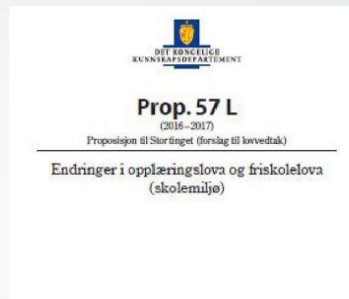 DET KONGELIGE
KUNNSKAPSDEPARTEMENT
Prop. 57 L
(2016–2017)
Proposisjon til Stortinget (forslag til lovvedtak)
Endringer i opplæringslova og friskolelova
(skolemiljø)